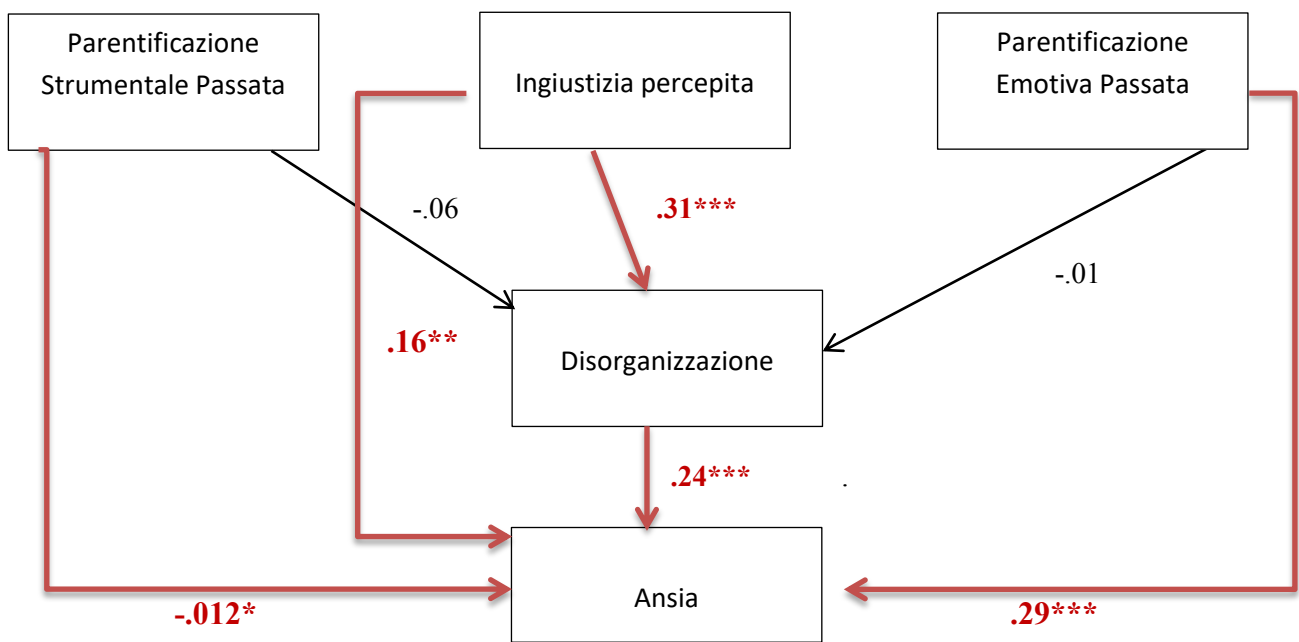 Parentificazione
Strumentale Passata
Ingiustizia percepita
Parentificazione
Emotiva Passata
-.06
.31***
-.01
.16**
Disorganizzazione
.24***
.
Ansia
-.012*
.29***